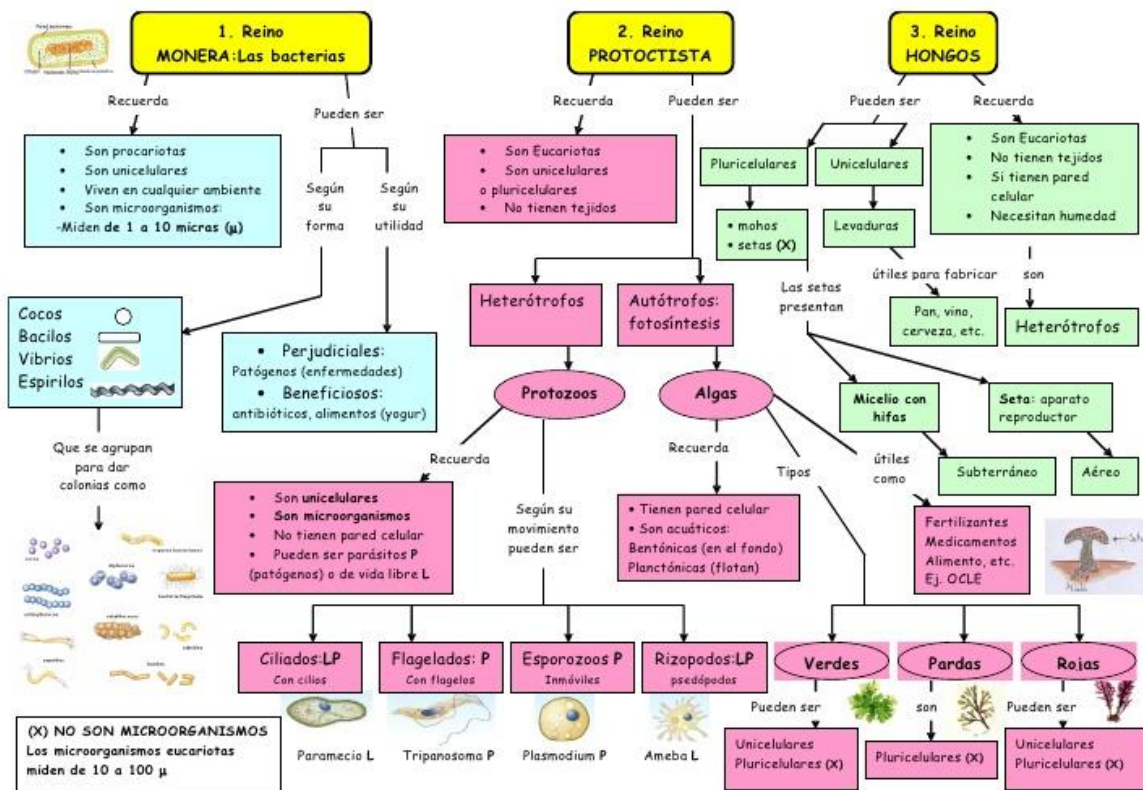 1. Reino
MONERA:Las bacterias
Recuerda
Pueden ser
• Son procariotas
• Son unicelulares
• Viven en cualquier ambiente
• Son microorganismos:
-Miden de 1 a 10 micras (μ)
Según
su
forma
Según
su
utilidad
Cocos
Bacilos
Vibrios
Espirilos
• Perjudiciales:
Patógenos (enfermedades)
• Beneficiosos:
antibióticos, alimentos (yogur)
Que se agrupan
para dar
colonias como
2. Reino
PROTOCTISTA
Recuerda
Pueden ser
• Son Eucariotas
• Son unicelulares
o pluricelulares
• No tienen tejidos
Heterótrofos
Autótrofos:
fotosíntesis
Protozoos
Algas
Recuerda
• Son unicelulares
• Son microorganismos
• No tienen pared celular
• Pueden ser parásitos P
(patógenos) o de vida libre L
Según su
movimiento
pueden ser
Ciliados:LP
Con cilios
Flagelados: P
Con flagelos
Esporozoos P
Inmóviles
Rizopodos:LP
psedópodos
Paramecio L
Tripanosoma P
Plasmodium P
Ameba L
Recuerda
• Tienen pared celular
• Son acuáticos:
Bentónicas (en el fondo)
Planctónicas (flotan)
Tipos
útiles
como
Fertilizantes
Medicamentos
Alimento, etc.
Ej. OCLE
Verdes
Pardas
Rojas
Pueden ser
son
Pueden ser
Unicelulares
Pluricelulares (X)
Pluricelulares (X)
Unicelulares
Pluricelulares (X)
3. Reino
HONGOS
Pueden ser
Recuerda
Pluricelulares
Unicelulares
• mohos
• setas (X)
Levaduras
• Son Eucariotas
• No tienen tejidos
• Si tienen pared
celular
• Necesitan humedad
útiles para fabricar
son
Pan, vino,
cerveza, etc.
Heterótrofos
Las setas
presentan
Micelio con
hifas
Seta: aparato
reproductor
Subterráneo
Aéreo
(X) NO SON MICROORGANISMOS
Los microorganismos eucariotas
miden de 10 a 100 μ